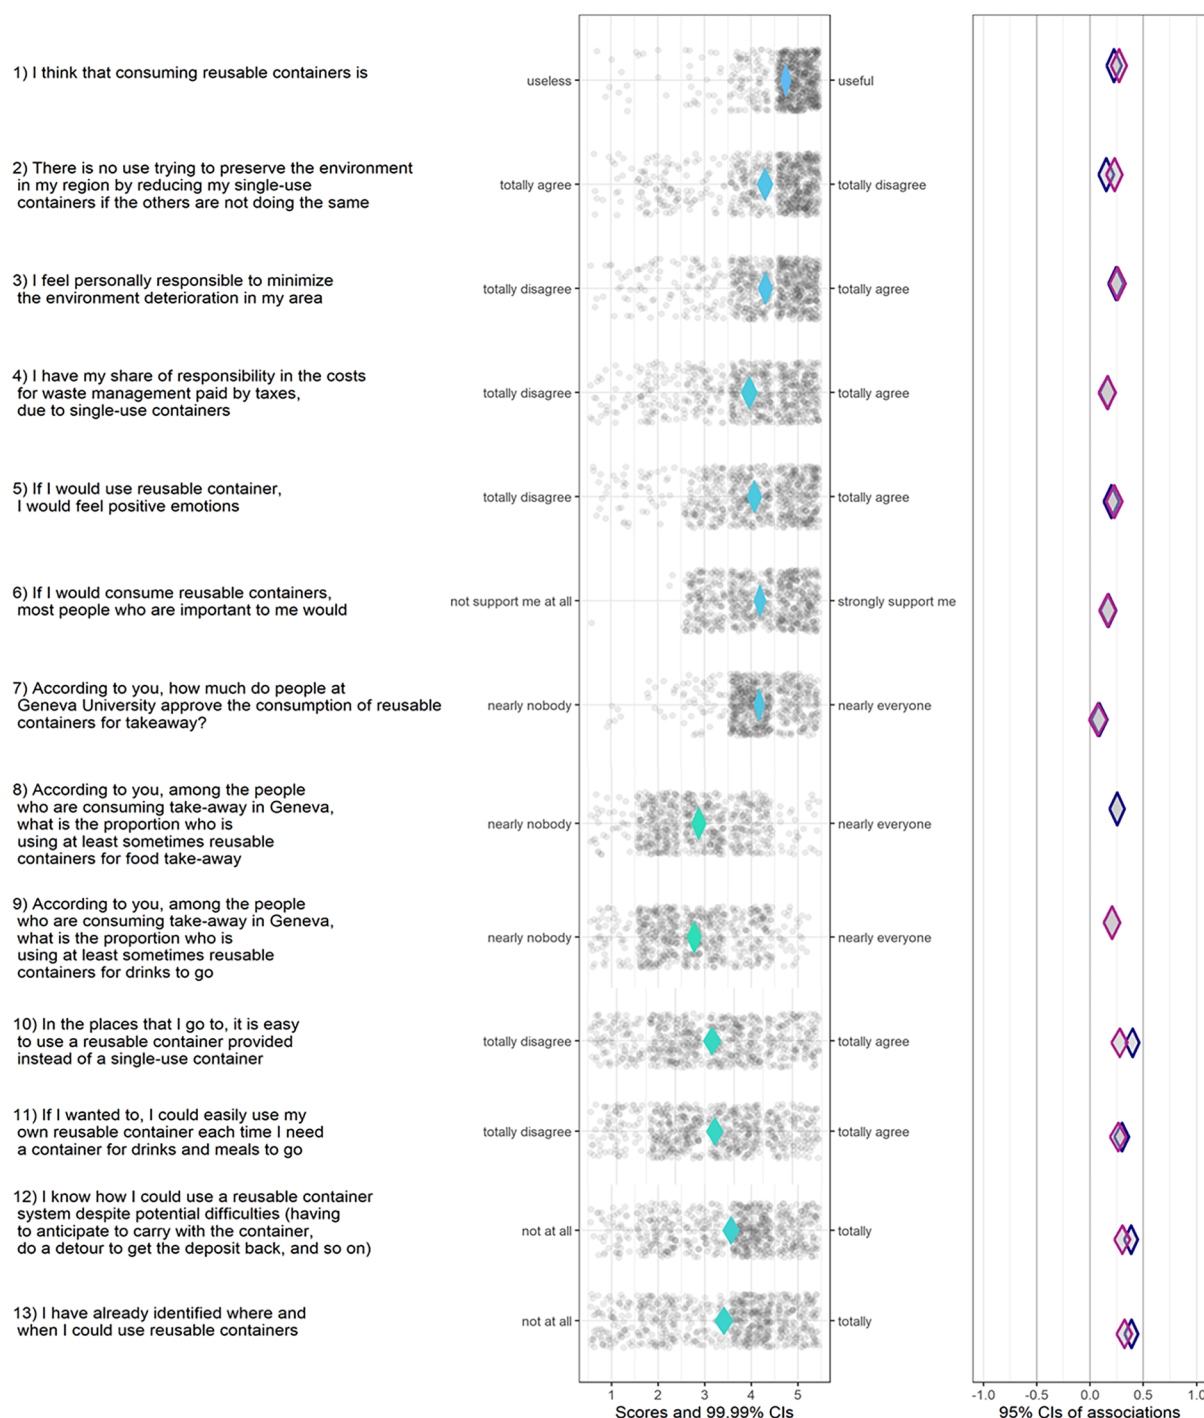 1) I think that consuming reusable containers is
useless
useful
2) There is no use trying to preserve the environment
in my region by reducing my single-use
containers if the others are not doing the same
totally agree
totally disagree
3) I feel personally responsible to minimize
the environment deterioration in my area
totally disagree
totally agree
4) I have my share of responsibility in the costs
for waste management paid by taxes,
due to single-use containers
totally disagree
totally agree
5) If I would use reusable container,
I would feel positive emotions
totally disagree
totally agree
6) If I would consume reusable containers,
most people who are important to me would
not support me at all
strongly support me
7) According to you, how much do people at
Geneva University approve the consumption of reusable
containers for takeaway?
nearly nobody
nearly everyone
8) According to you, among the people
who are consuming take-away in Geneva,
what is the proportion who is
using at least sometimes reusable
containers for food take-away
nearly nobody
nearly everyone
9) According to you, among the people
who are consuming take-away in Geneva,
what is the proportion who is
using at least sometimes reusable
containers for drinks to go
nearly nobody
nearly everyone
10) In the places that I go to, it is easy
to use a reusable container provided
instead of a single-use container
totally disagree
totally agree
11) If I wanted to, I could easily use my
own reusable container each time I need
a container for drinks and meals to go
totally disagree
totally agree
12) I know how I could use a reusable container
system despite potential difficulties (having
to anticipate to carry with the container,
do a detour to get the deposit back, and so on)
not at all
totally
13) I have already identified where and
when I could use reusable containers
not at all
totally
1 2 3 4 5
Scores and 99.99% CIs
-1.0 -0.5 0.0 0.5 1.0
95% CIs of associations